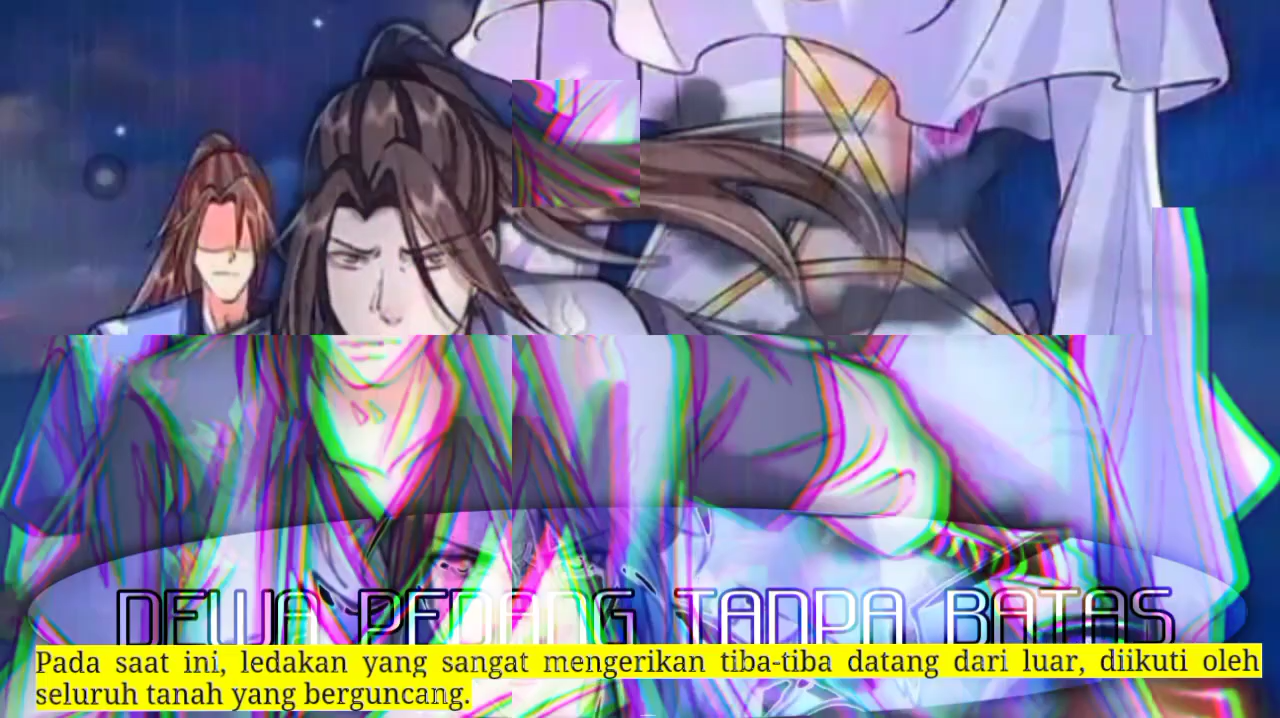 DEWA PEDANG TANPA BATAS
Pada saat ini, ledakan yang sangat mengerikan tiba-tiba datang dari luar, diikuti oleh
seluruh tanah yang berguncang.